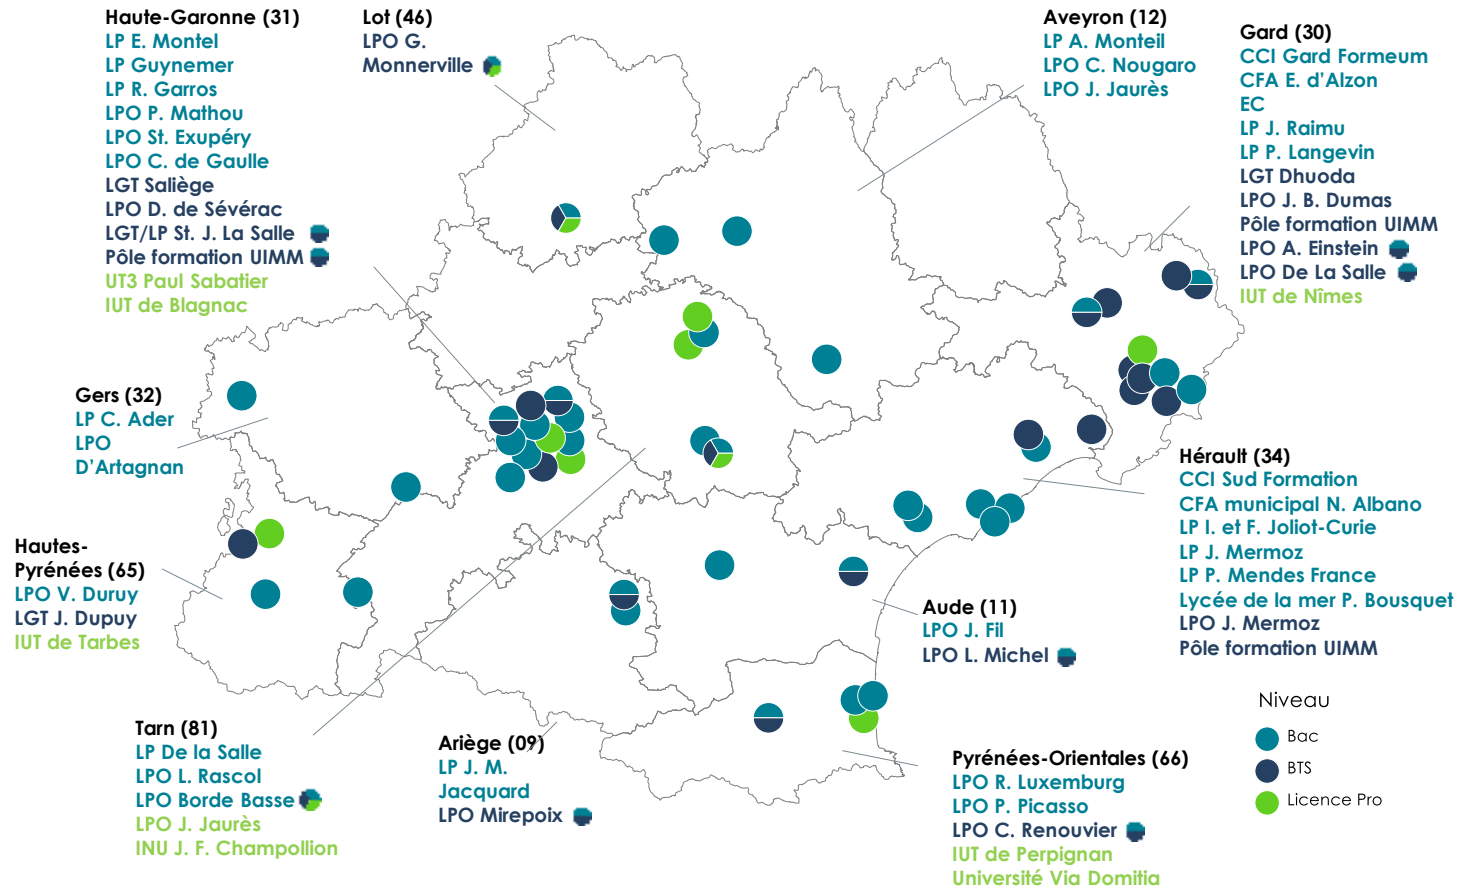 Haute-Garonne (31)
LP E. Montel
LP Guynemer
LP R. Garros
LPO P. Mathou
LPO St. Exupéry
LPO C. de Gaulle
LGT Saliège
LPO D. de Sévérac
LGT/LP St. J. La Salle
Pôle formation UIMM
UT3 Paul Sabatier
IUT de Blagnac
Lot (46)
LPO G.
Monnerville
Aveyron (12)
LP A. Monteil
LPO C. Nougaro
LPO J. Jaurès
Gard (30)
CCI Gard Formeum
CFA E. d'Alzon
EC
LP J. Raimu
LP P. Langevin
LGT Dhuoda
LPO J. B. Dumas
Pôle formation UIMM
LPO A. Einstein
LPO De La Salle
IUT de Nîmes
Gers (32)
LP C. Ader
LPO
D'Artagnan
Hautes-
Pyrénées (65)
LPO V. Duruy
LGT J. Dupuy
IUT de Tarbes
Hérault (34)
CCI Sud Formation
CFA municipal N. Albano
LP I. et F. Joliot-Curie
LP J. Mermoz
LP P. Mendes France
Lycée de la mer P. Bousquet
LPO J. Mermoz
Pôle formation UIMM
Aude (11)
LPO J. Fil
LPO L. Michel
Tarn (81)
LP De la Salle
LPO L. Rascol
LPO Borde Basse
LPO J. Jaurès
INU J. F. Champollion
Ariège (09)
LP J. M.
Jacquard
LPO Mirepoix
Pyrénées-Orientales (66)
LPO R. Luxemburg
LPO P. Picasso
LPO C. Renouvier
IUT de Perpignan
Université Via Domitia
Niveau
Bac
BTS
Licence Pro